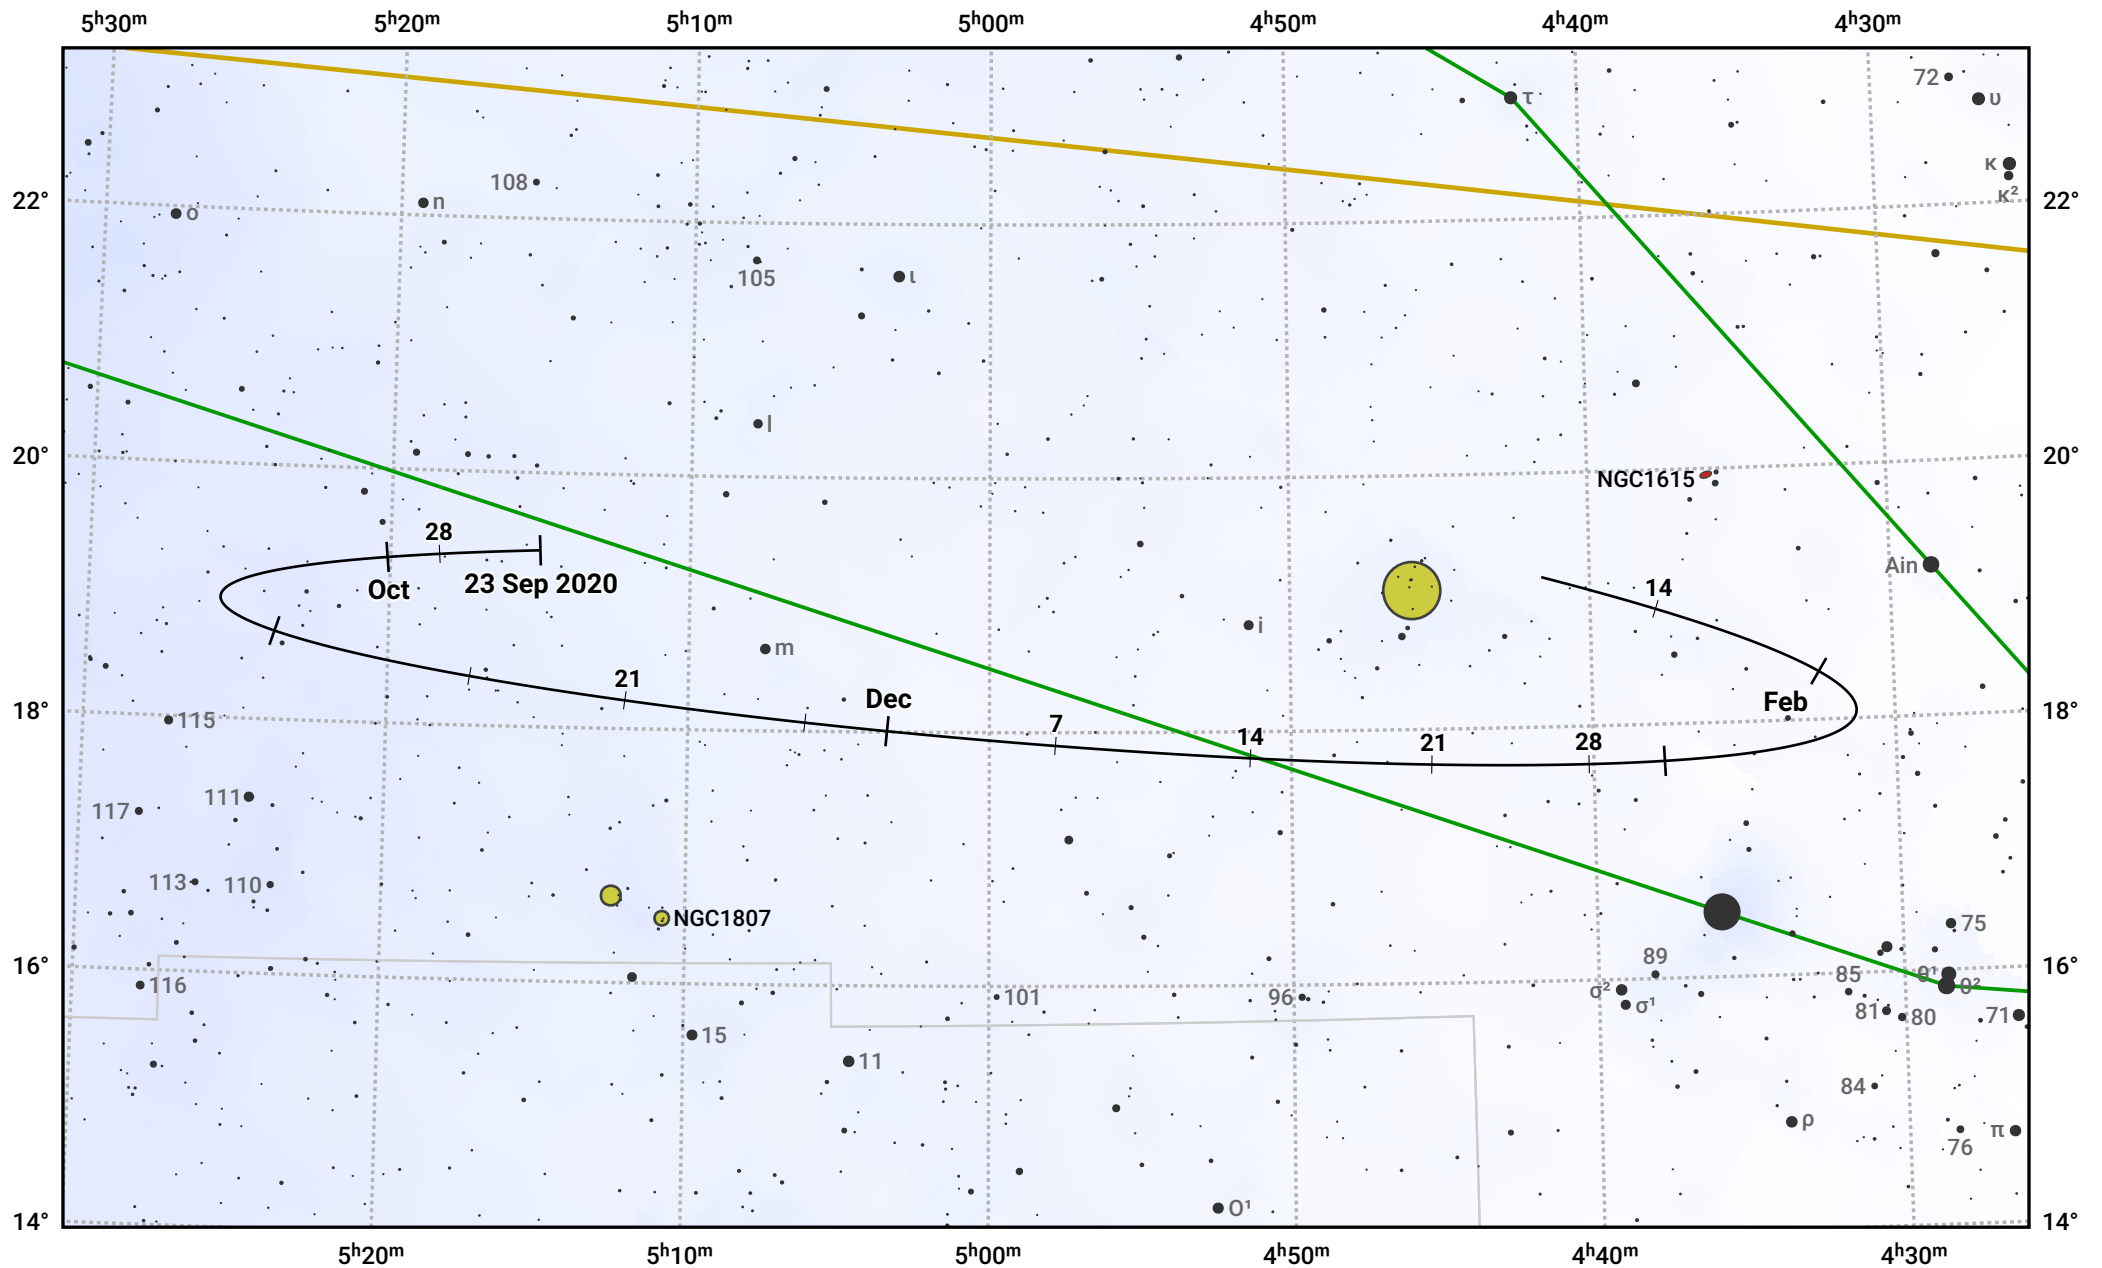 5ʰ30ᵐ 5ʰ20ᵐ 5ʰ10ᵐ 5ʰ00ᵐ 4ʰ50ᵐ 4ʰ40ᵐ 4ʰ30ᵐ
72
τ υ
κ
κ²
108
22° n 22°
ο
105 ι
l
20° 20°
NGC1615
28
Ain
Oct 23 Sep 2020 14
i
m
21
Dec Feb
18° 115 18°
7
14 21 28
111
117
113 110
NGC1807 75
89
16° 16°
85 θ¹
116 θ²
σ² 101 96
σ¹ 81 80 71
15
11
84
ρ π
76
O¹
14° 14°
5ʰ20ᵐ 5ʰ10ᵐ 5ʰ00ᵐ 4ʰ50ᵐ 4ʰ40ᵐ 4ʰ30ᵐ